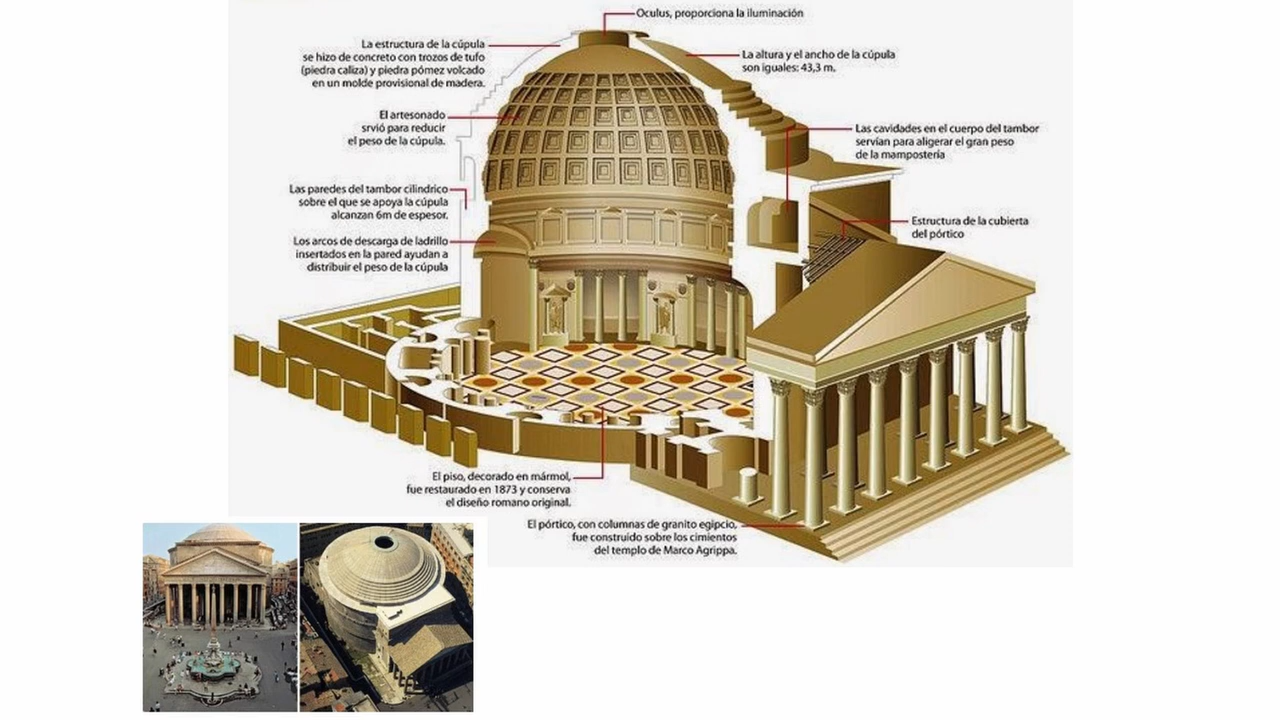 Oculus, proporciona la iluminación
La estructura de la cúpula
se hizo de concreto con trozos de tufo
(piedra caliza) y piedra pómez volcado
en un molde provisional de madera.
La altura y el ancho de la cúpula
son iguales: 43,3 m.
El artesonado
srvió para reducir
el peso de la cúpula.
Las cavidades en el cuerpo del tambor
servían para aligerar el gran peso
de la mampostería
Las paredes del tambor cilindrico
sobre el que se apoya la cúpula
alcanzan 6m de espesor.
Estructura de la cubierta
del pórtico
Los arcos de descarga de ladrillo
insertados en la pared ayudan a
distribuir el peso de la cúpula
El piso, decorado en mármol,
fue restaurado en 1873 y conserva
el diseño romano original.
El pórtico, con columnas de granito egipcio,
fue construido sobre los cimientos
del templo de Marco Agrippa.